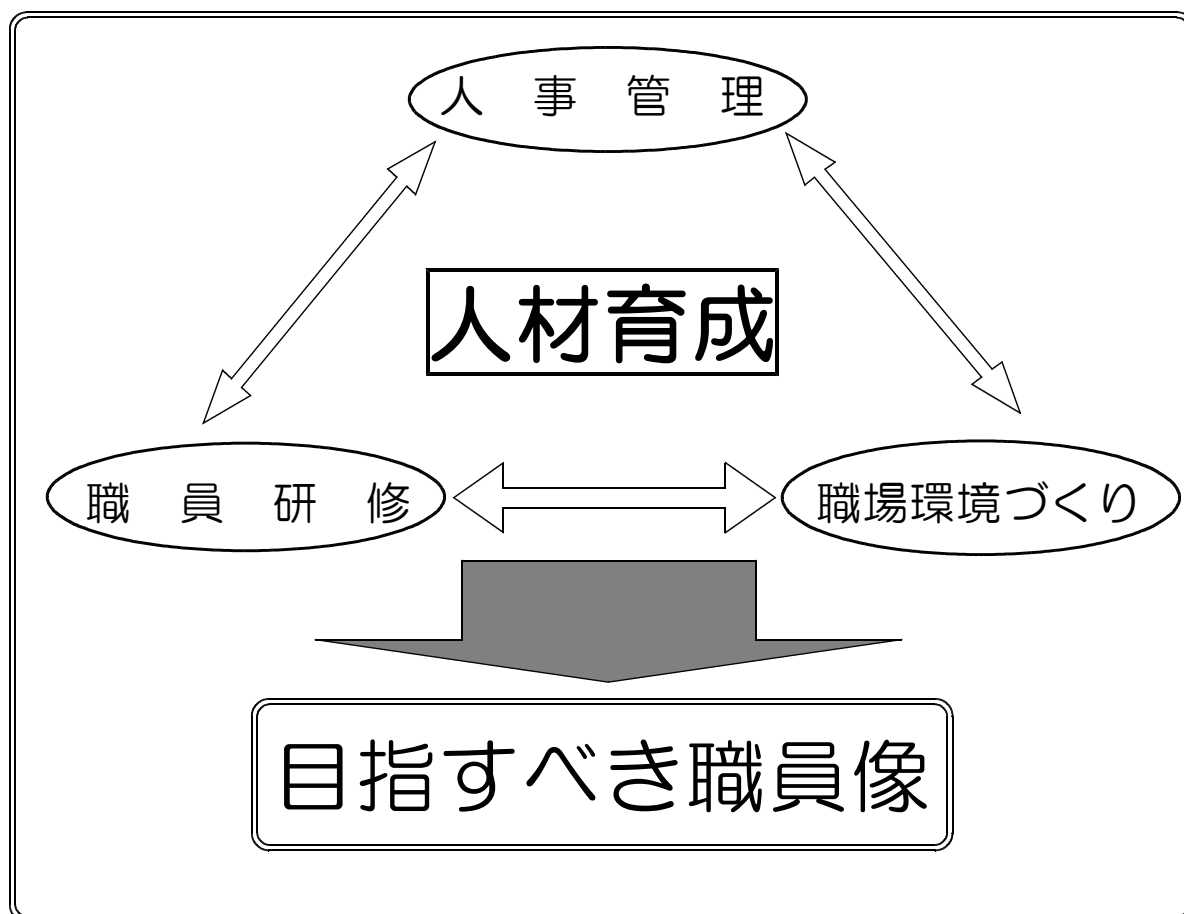 人事管理
人材育成
職員研修
職場環境づくり
目指すべき職員像